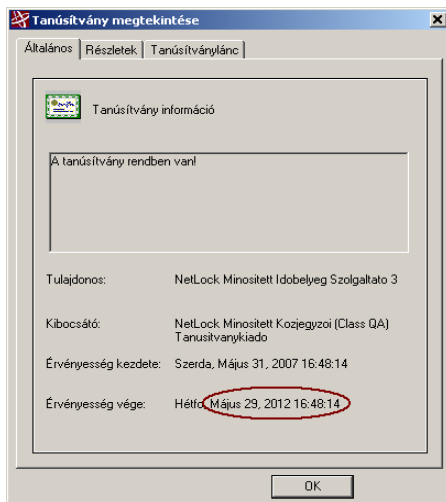 Tanúsítvány megtekintése
Általános Részletek Tanúsítványlánc
Tanúsítvány információ
A tanúsítvány rendben van!
Tulajdonos: NetLock Minositett Idobelyeg Szolgaltato 3
Kibocsátó: NetLock Minositett Kozjegyzoi (Class QA)
Tanusitvanykiado
Érvényesség kezdete: Szerda, Május 31, 2007 16:48:14
Érvényesség vége: Hétfo, Május 29, 2012 16:48:14
OK